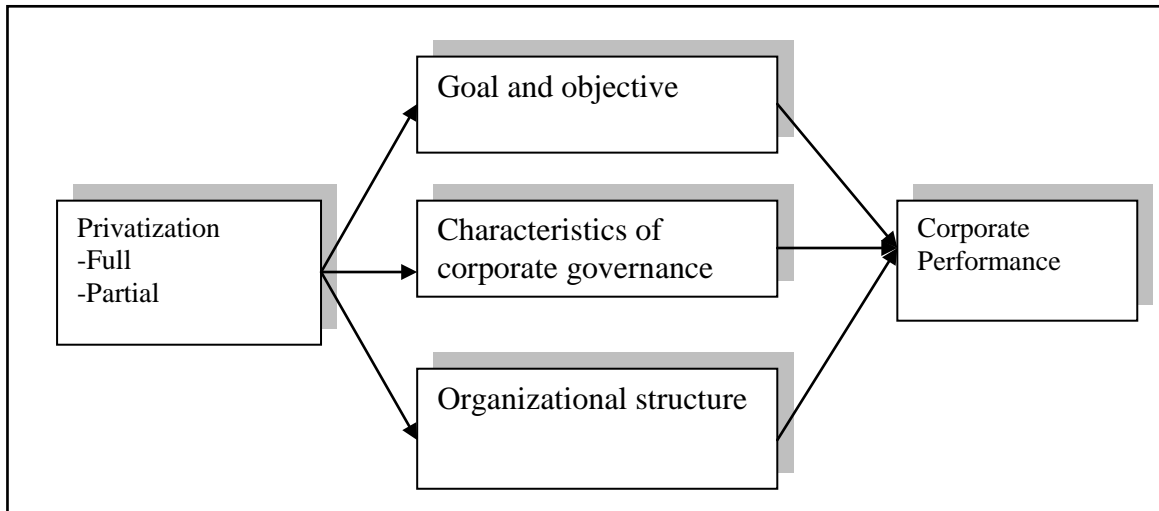 Goal and objective
Privatization
-Full
-Partial
Characteristics of
corporate governance
Corporate
Performance
Organizational structure